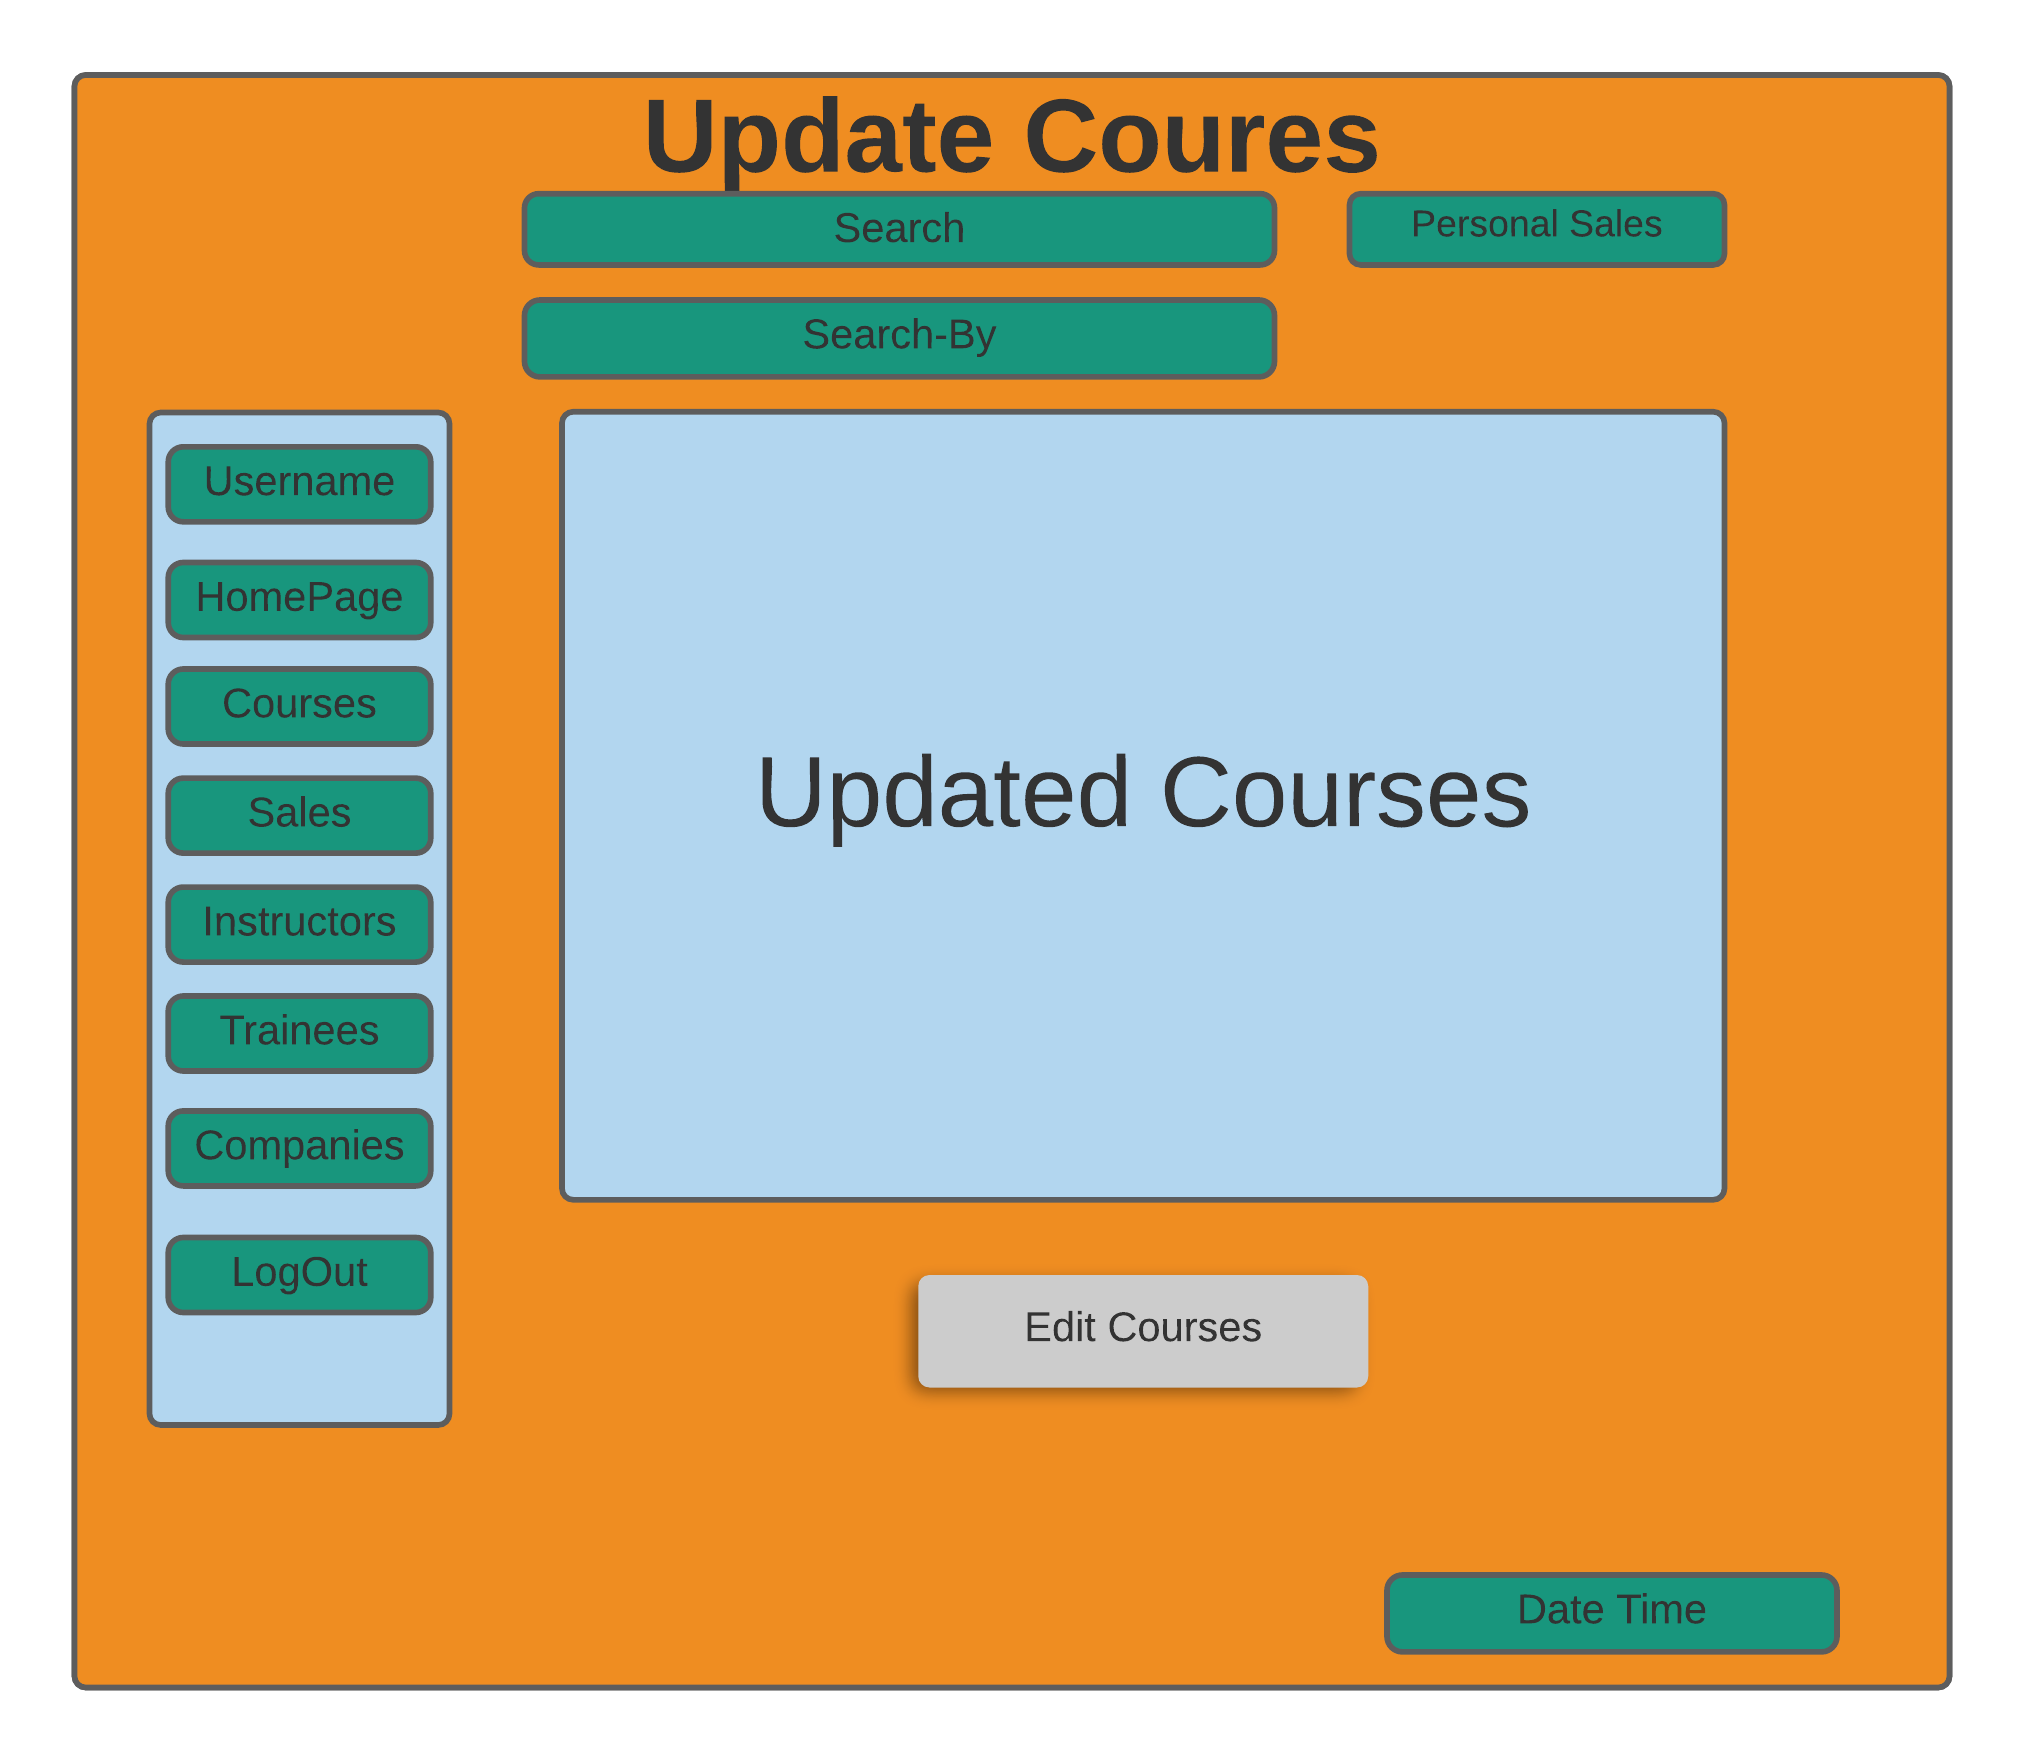 Update Coures
Search
Personal Sales
Search-By
Username
HomePage
Courses
Sales
Instructors
Trainees
Companies
LogOut
Updated Courses
Edit Courses
Date Time